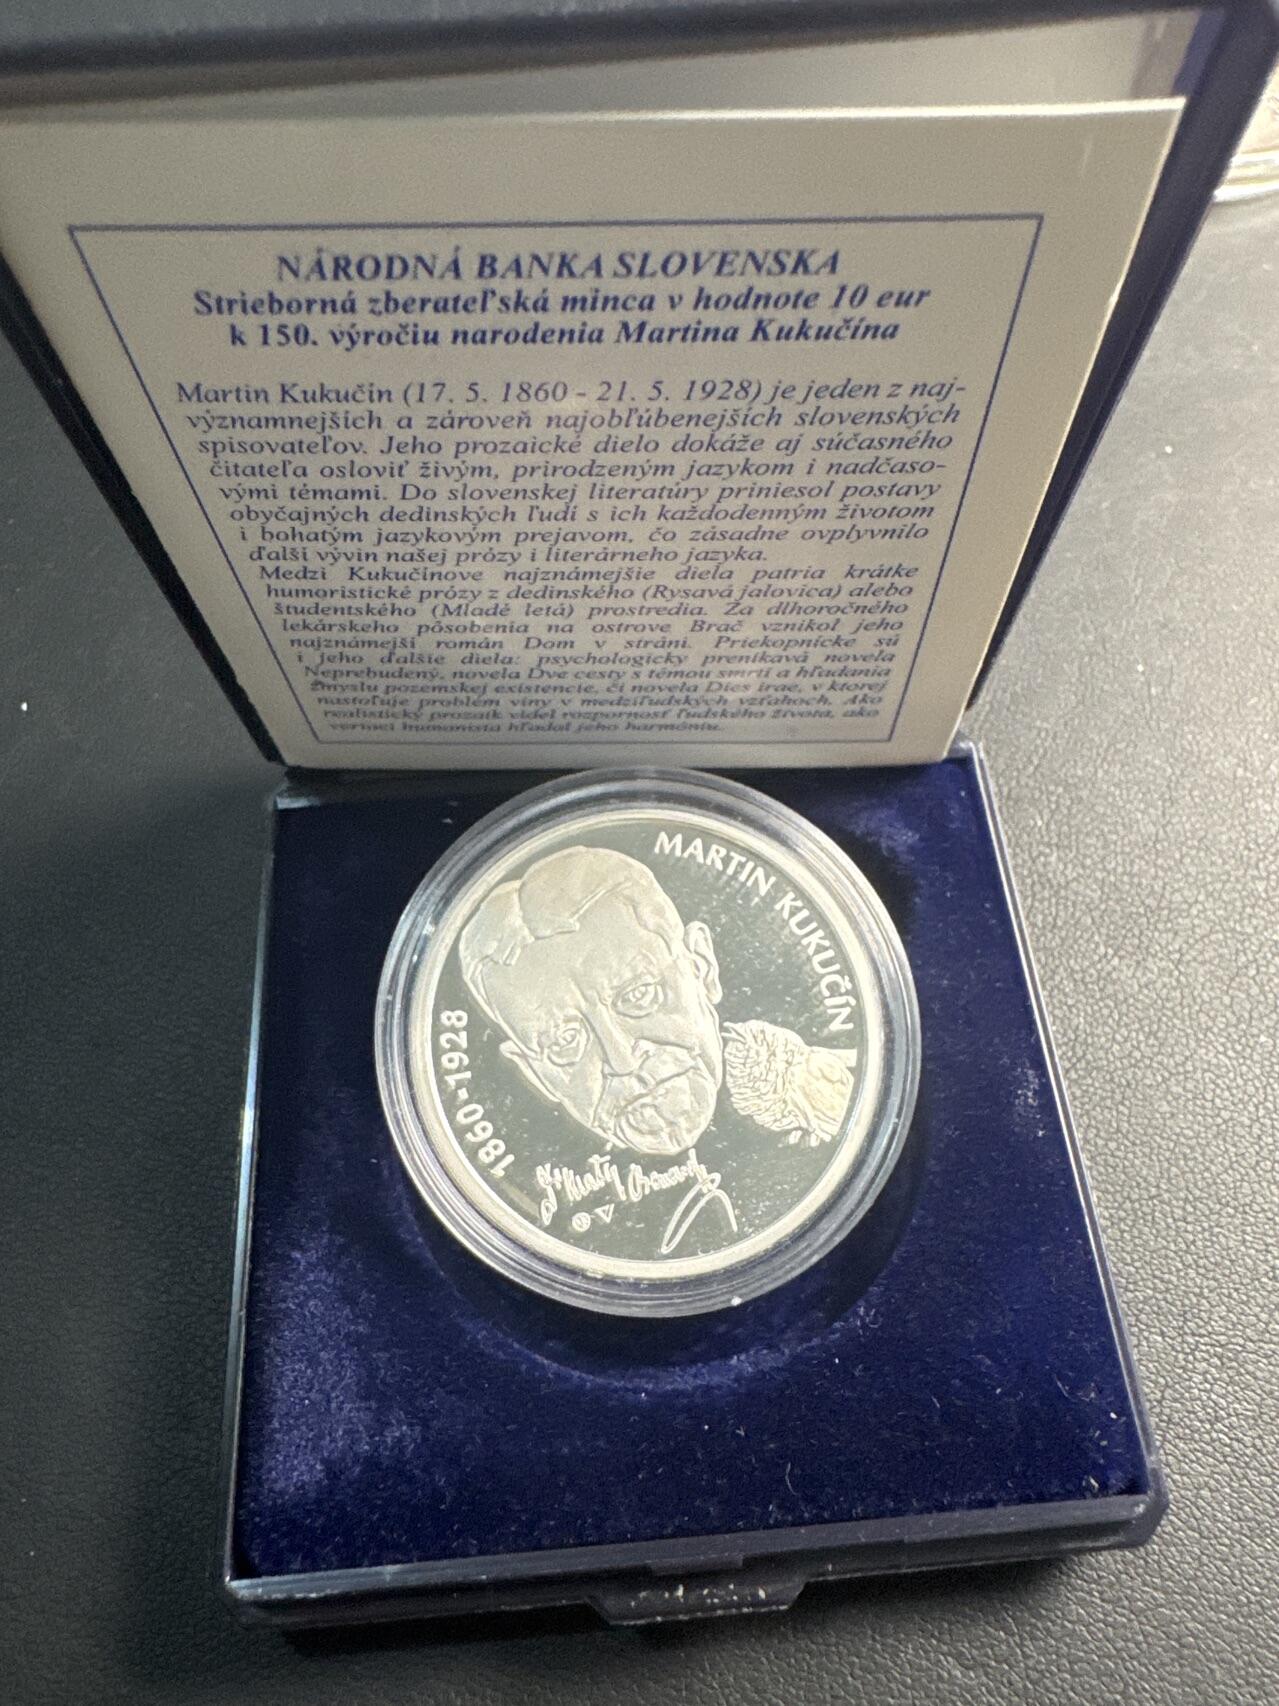 NÁRODNÁ BANKA SLOVENSKA
Strieborná zberateľská minca v hodnote 10 eur
k 150. výročiu narodenia Martina Kukučína
Martin Kukučín (17. 5. 1860 - 21. 5. 1928) je jeden z naj-
významnejších a zároveň najobľúbenejších slovenských
spisovateľov. Jeho prozaické dielo dokáže aj súčasného
čitateľa osloviť živým, prirodzeným jazykom i nadčaso-
vými témami. Do slovenskej literatúry priniesol postavy
obyčajných dedinských ľudí s ich každodenným životom
i bohatým jazykovým prejavom, čo zásadne ovplyvnilo
ďalší vývin našej prózy i literárneho jazyka.
Medzi Kukučínove najznámejšie diela patria krátke
humoristické prózy z dedinského (Rysavá jalovica) alebo
študentského (Mladé letá) prostredia. Za dlhoročného
lekárskeho pôsobenia na ostrove Brač vznikol jeho
najznámejší román Dom v stráni. Priekopnícke sú
i jeho ďalšie diela: psychologicky preniknavá novela
Neprebudený, novela Dve cesty s témou smrti a hľadania
zmyslu pozemskej existencie, či novela Dies irae, v ktorej
nastoľuje problém viny v medziľudských vzťahoch. Ako
realistický prozaik videl rozpornosť ľudského života, ako
verný humanista hľadal jeho harmóniu.
MARTIN KUKUČÍN
1860-1928